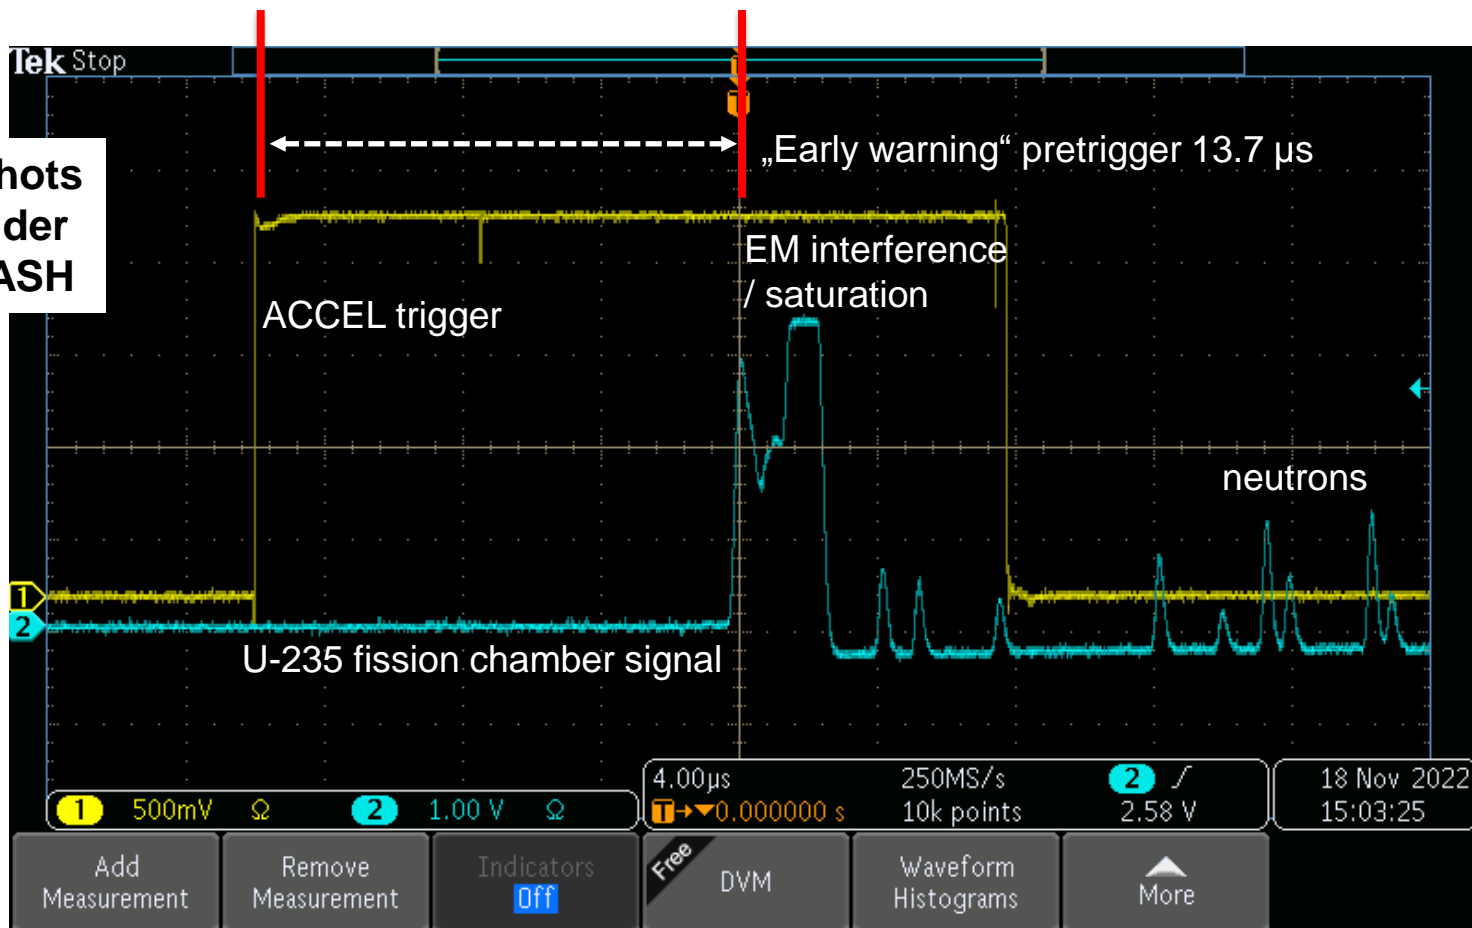 Tek Stop
T
T
„Early warning“ pretrigger 13.7 µs
hots
der
ASH
EM interference
/ saturation
ACCEL trigger
neutrons
1
2
U-235 fission chamber signal
1 500mV Ω 2 1.00 V Ω
4.00µs 250MS/s 2
T→▼0.000000 s 10k points 2.58 V
18 Nov 2022
15:03:25
Add
Measurement
Remove
Measurement
Indicators
Off
Free
DVM
Waveform
Histograms
More